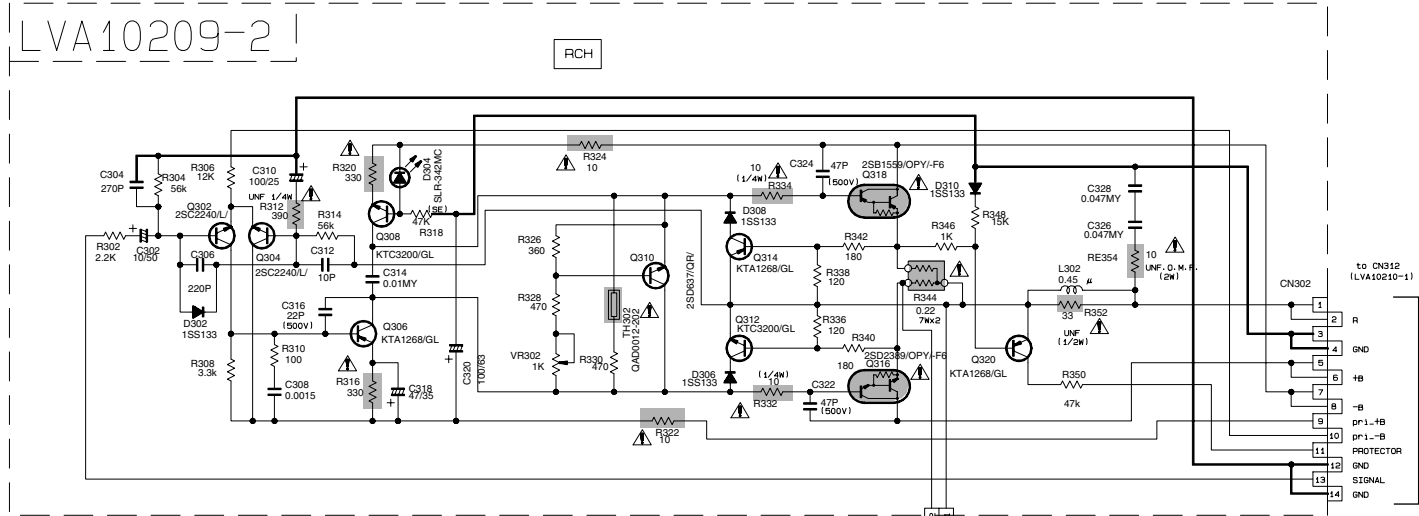 LVA10209-2
RCH
C304
270P
R304
56k
R306
12K
C310
100/25
+
UNF 1/4W
R312
390
R314
56k
R320
330
D304
SLR-342MC
(SE)
47K
R318
Q308
KTC3200/GL
Q302
2SC2240/L/
Q304
2SC2240/L/
R302
2.2K
+
C302
10/50
C306
220P
D302
1SS133
C312
10P
C314
0.01MY
C316
22P
(500V)
Q306
KTA1268/GL
R308
3.3k
R310
100
C308
0.0015
R316
330
C318
47/35
+
C320
100/63
+
R324
10
R326
360
R328
470
VR302
1K
R330
470
Q310
2SD637/QR/
TH302
QAD0012-202
R322
10
10
(1/4W)
R334
C324
47P
(500V)
2SB1559/OPY/-F6
Q318
D308
1SS133
Q314
KTA1268/GL
R342
180
R338
120
R336
120
Q312
KTC3200/GL
R340
180
D306
1SS133
(1/4W)
10
R332
C322
47P
(500V)
2SD2389/OPY/-F6
Q316
D310
1SS133
R348
15K
R346
1K
R344
0.22
7Wx2
C328
0.047MY
C326
0.047MY
RE354
10
UNF.O.M.F.
(2W)
L302
0.45 μ
33
R352
UNF
(1/2W)
Q320
KTA1268/GL
R350
47k
CN302
to CN312
(LVA10210-1)
1
2 R
3
4 GND
5
6 +B
7
8 -B
9 pri.+B
10 pri.-B
11 PROTECTOR
12 GND
13 SIGNAL
14 GND